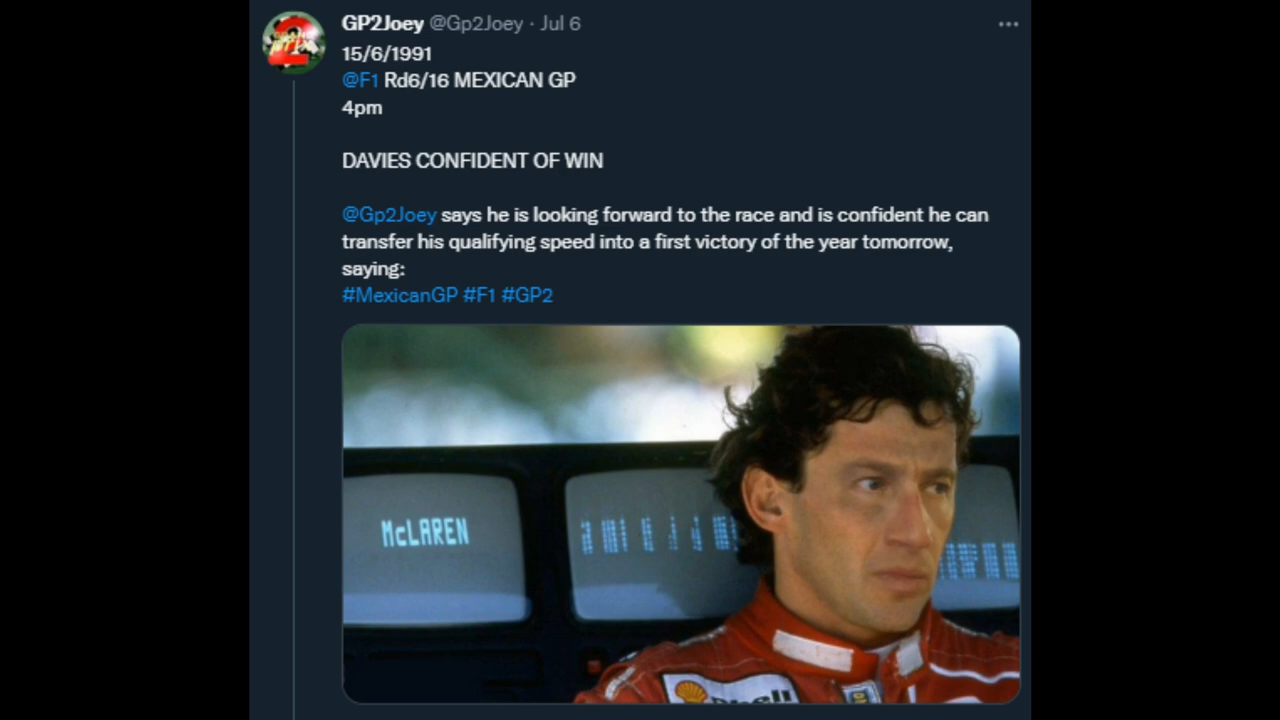 GP2Joey @Gp2Joey · Jul 6
15/6/1991
@F1 Rd6/16 MEXICAN GP
4pm
DAVIES CONFIDENT OF WIN
@Gp2Joey says he is looking forward to the race and is confident he can
transfer his qualifying speed into a first victory of the year tomorrow,
saying:
#MexicanGP #F1 #GP2
McLAREN
Shell